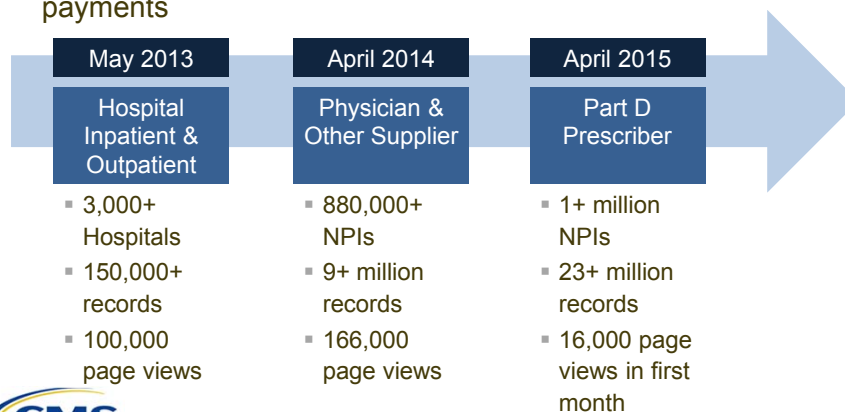 payments
May 2013
Hospital
Inpatient &
Outpatient
▪ 3,000+
Hospitals
▪ 150,000+
records
▪ 100,000
page views
April 2014
Physician &
Other Supplier
▪ 880,000+
NPIs
▪ 9+ million
records
▪ 166,000
page views
April 2015
Part D
Prescriber
▪ 1+ million
NPIs
▪ 23+ million
records
▪ 16,000 page
views in first
month
CMS